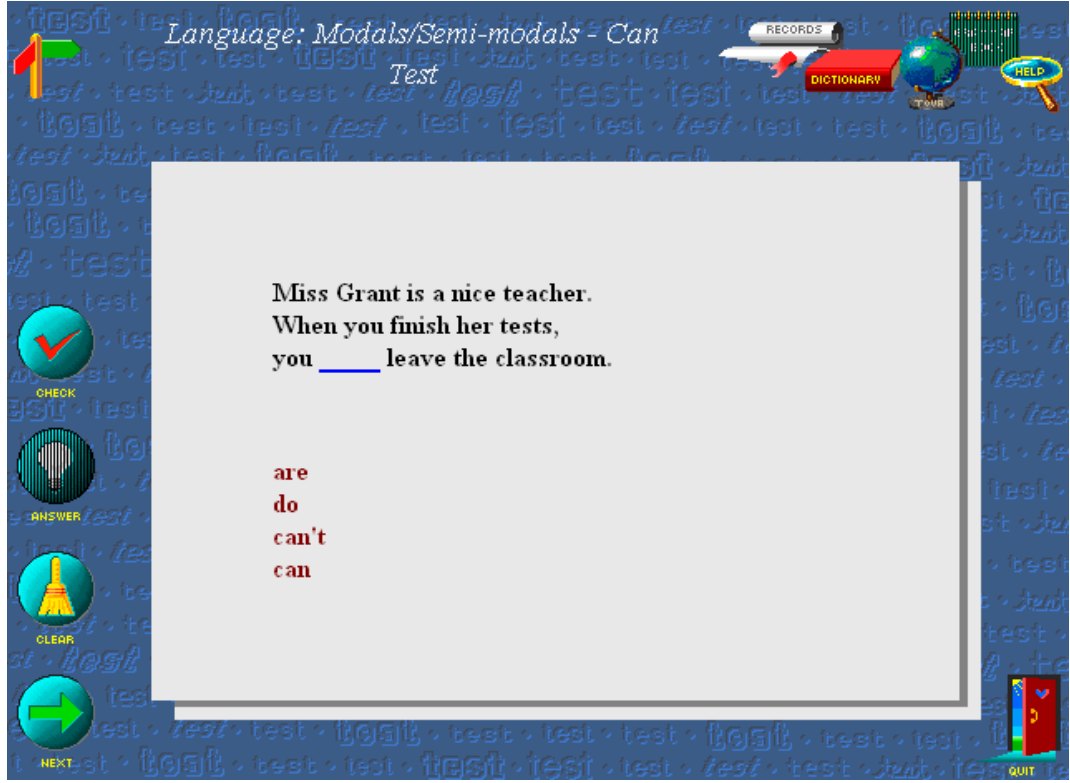 Language: Modals/Semi-modals - Can
Test
RECORDS
DICTIONARY
TOUR
EXIT
HELP
Miss Grant is a nice teacher.
When you finish her tests,
you _____ leave the classroom.
are
do
can't
can
CHECK
ANSWER
CLEAR
NEXT
QUIT